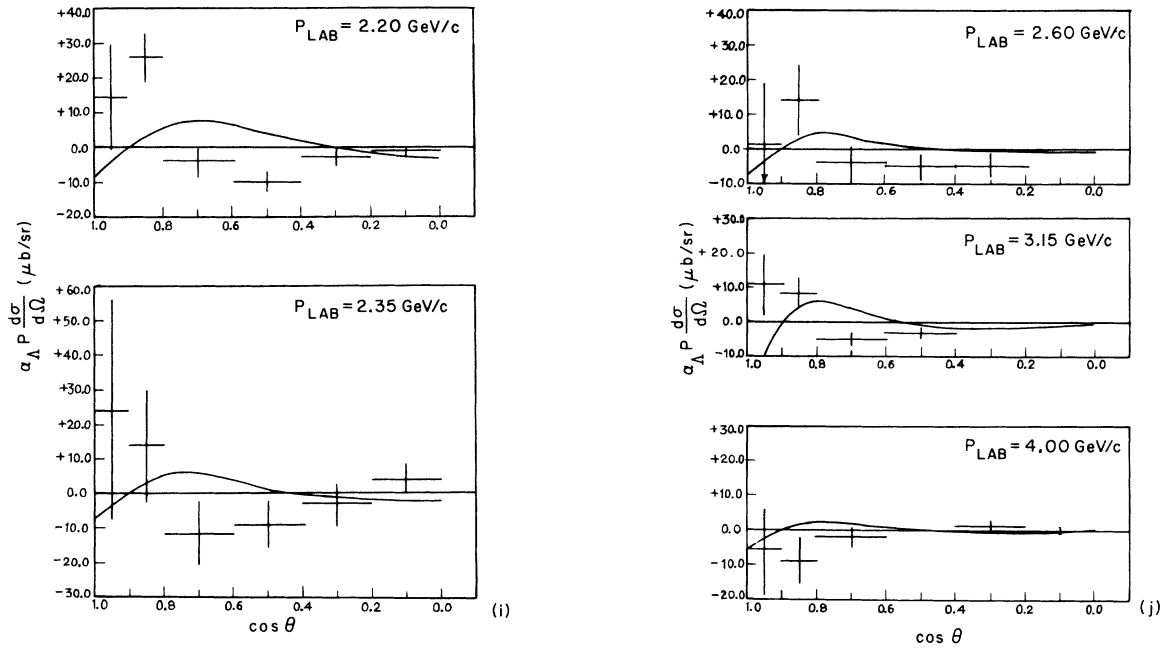 +40.0
+30.0
+20.0
+10.0
0.0
-10.0
-20.0
1.0 0.8 0.6 0.4 0.2 0.0
P_LAB = 2.20 GeV/c
+60.0
+50.0
+40.0
+30.0
+20.0
+10.0
0.0
-10.0
-20.0
-30.0
1.0 0.8 0.6 0.4 0.2 0.0
P_LAB = 2.35 GeV/c
α_Λ P dσ/dΩ (μb/sr)
cos θ
(i)
+40.0
+30.0
+20.0
+10.0
0.0
-10.0
1.0 0.8 0.6 0.4 0.2 0.0
P_LAB = 2.60 GeV/c
+30.0
+20.0
+10.0
0.0
-10.0
1.0 0.8 0.6 0.4 0.2 0.0
P_LAB = 3.15 GeV/c
α_Λ P dσ/dΩ (μb/sr)
+30.0
+20.0
+10.0
0.0
-10.0
-20.0
1.0 0.8 0.6 0.4 0.2 0.0
P_LAB = 4.00 GeV/c
cos θ
(j)